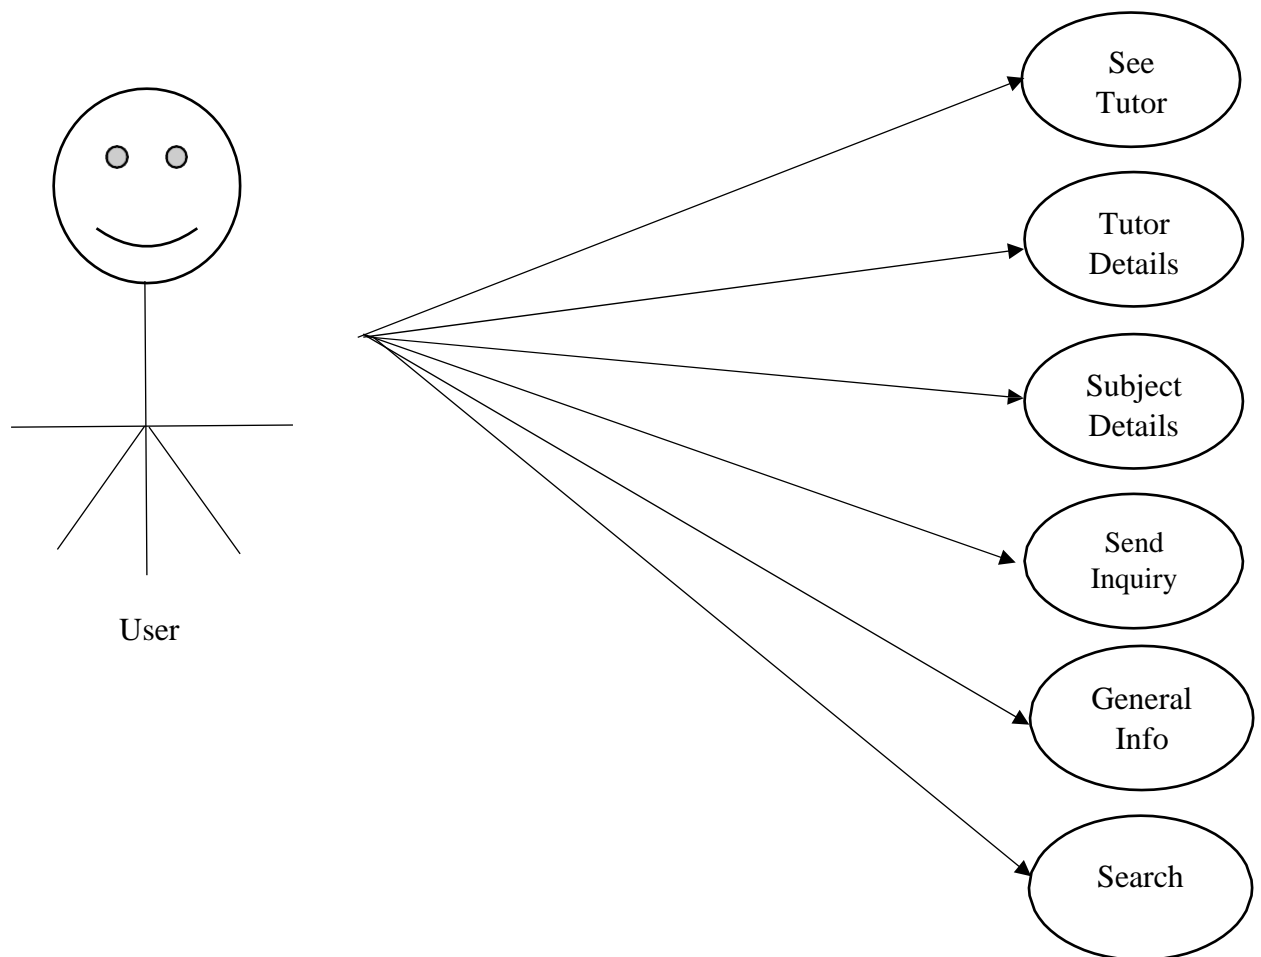 See
Tutor
Tutor
Details
Subject
Details
Send
Inquiry
User
General
Info
Search